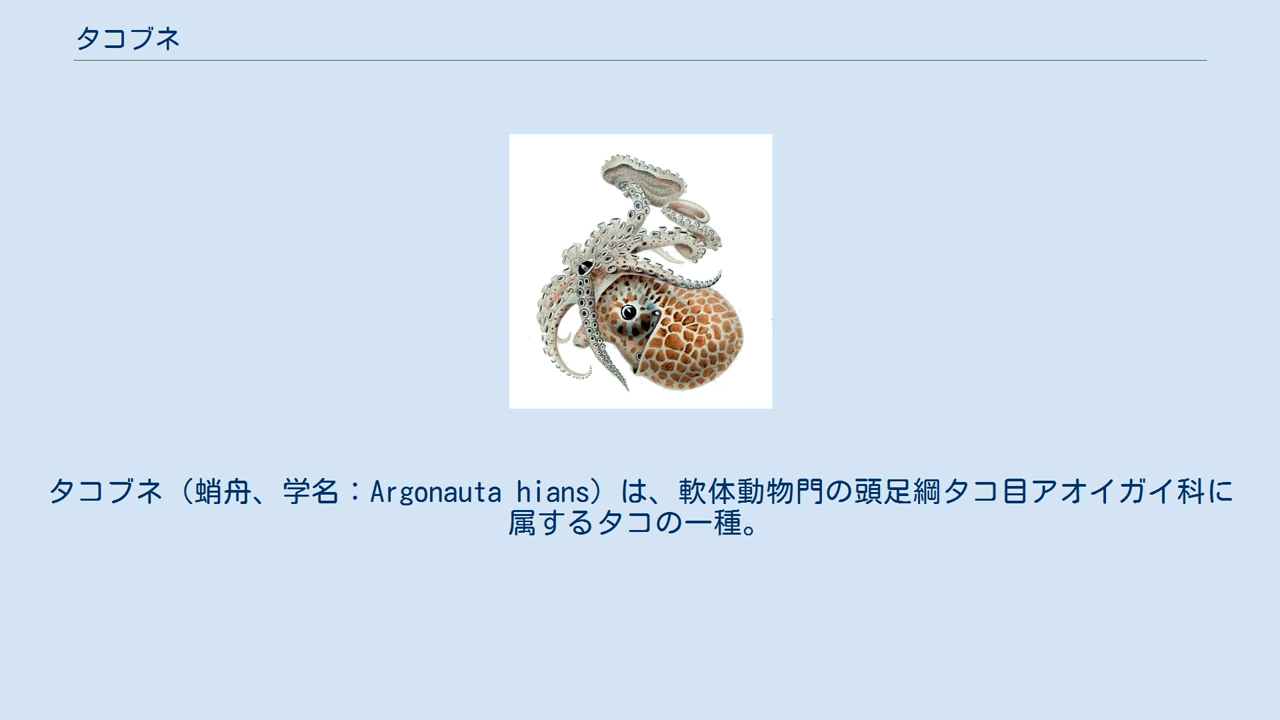 タコブネ
タコブネ（蛸舟、学名：Argonauta hians）は、軟体動物門の頭足綱タコ目アオイガイ科に
属するタコの一種。